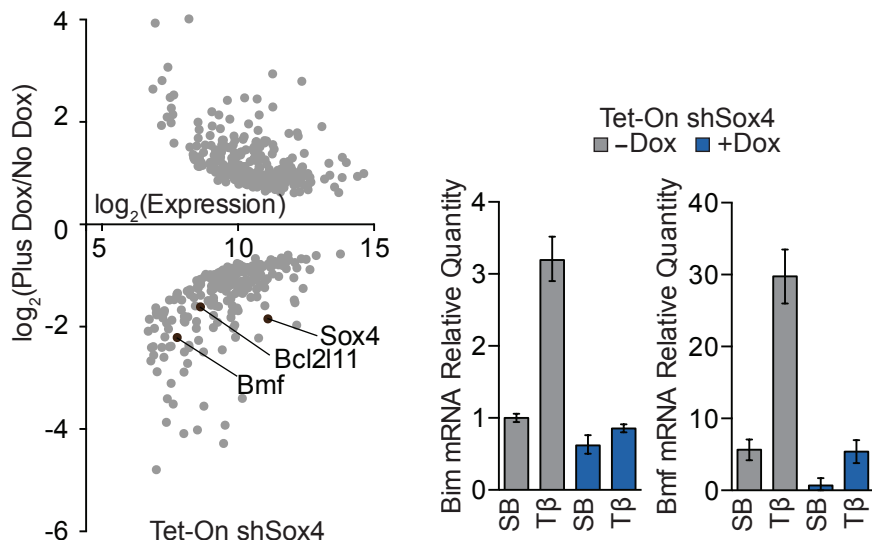 log2(Plus Dox/No Dox)
4
2
0
-2
-4
-6
log2(Expression)
5
10
15
Sox4
Bcl2l11
Bmf
Tet-On shSox4
Tet-On shSox4
–Dox +Dox
Bim mRNA Relative Quantity
4
3
2
1
0
SB Tβ SB Tβ
Bmf mRNA Relative Quantity
40
30
20
10
0
SB Tβ SB Tβ